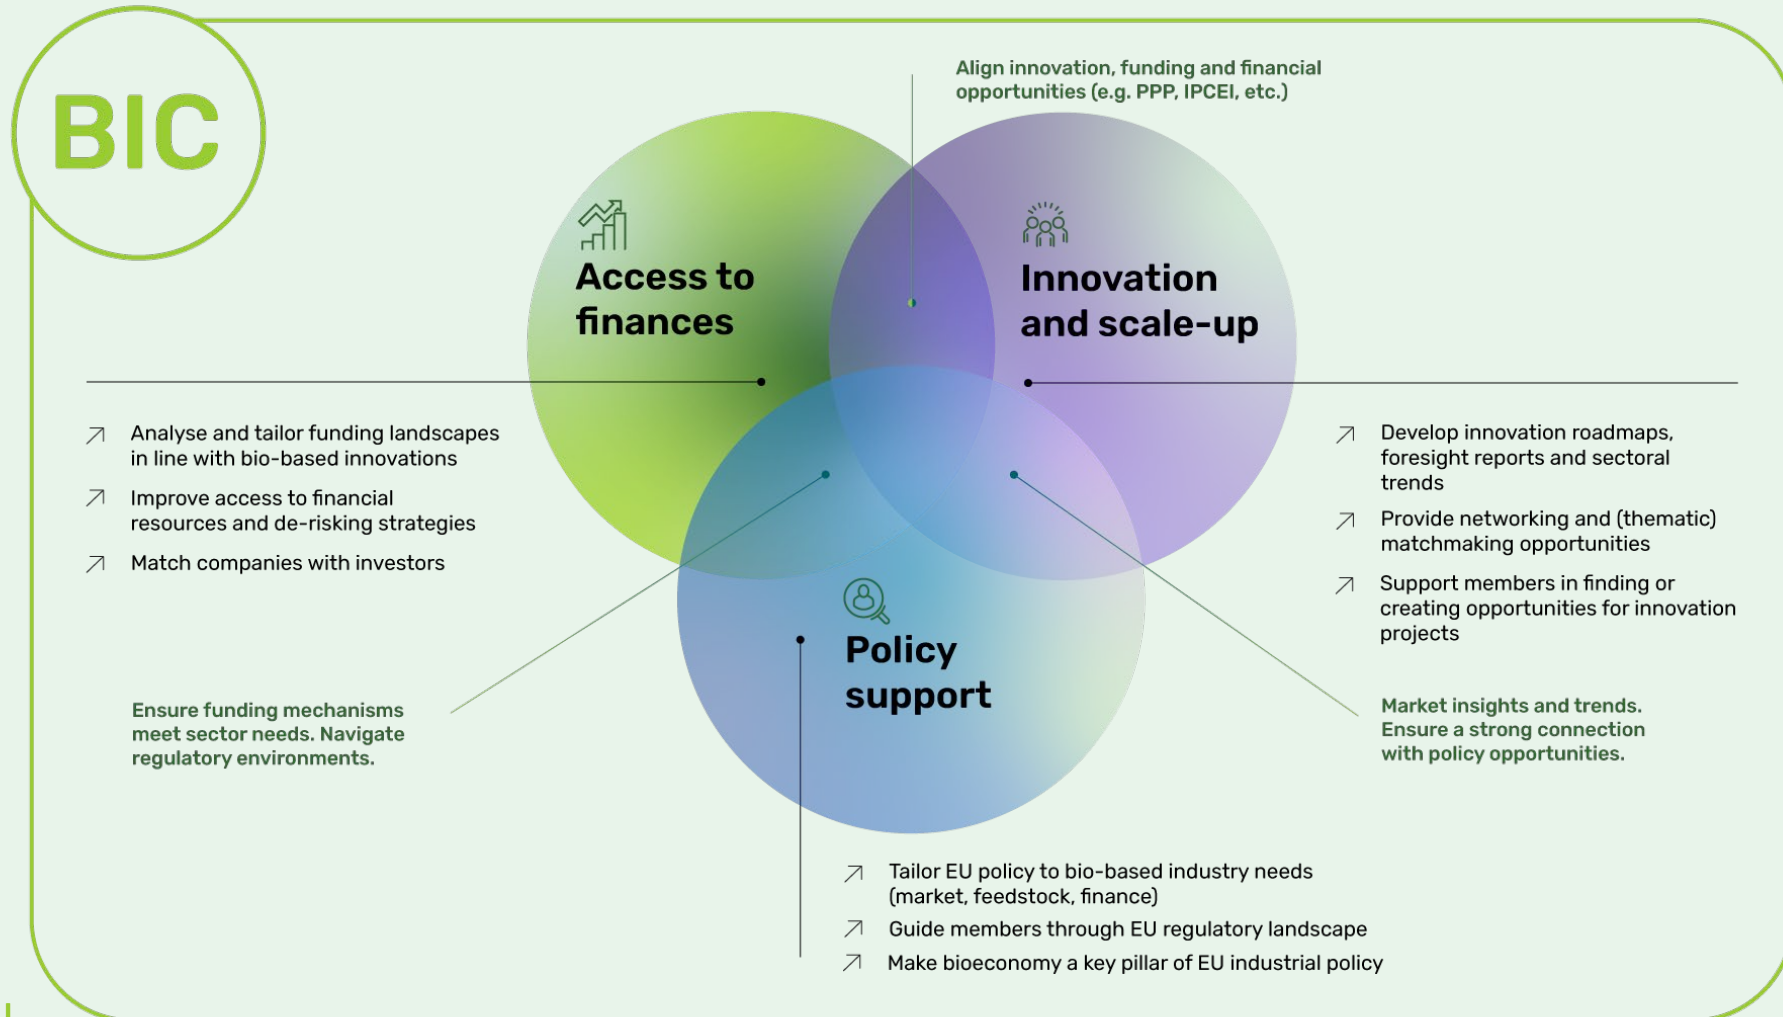 BIC
Align innovation, funding and financial
opportunities (e.g. PPP, IPCEI, etc.)
Access to
finances
Innovation
and scale-up
Analyse and tailor funding landscapes
in line with bio-based innovations
Improve access to financial
resources and de-risking strategies
Match companies with investors
Develop innovation roadmaps,
foresight reports and sectoral
trends
Provide networking and (thematic)
matchmaking opportunities
Support members in finding or
creating opportunities for innovation
projects
Policy
support
Ensure funding mechanisms
meet sector needs. Navigate
regulatory environments.
Market insights and trends.
Ensure a strong connection
with policy opportunities.
Tailor EU policy to bio-based industry needs
(market, feedstock, finance)
Guide members through EU regulatory landscape
Make bioeconomy a key pillar of EU industrial policy